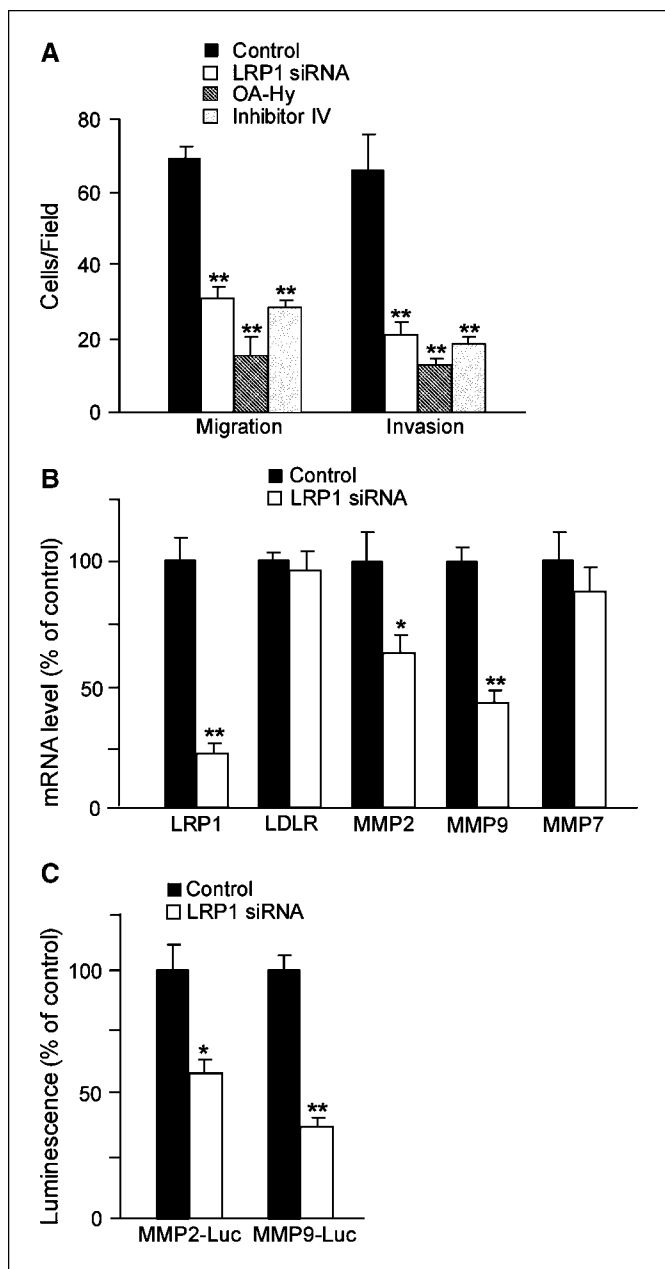 A
Control
LRP1 siRNA
OA-Hy
Inhibitor IV
Cells/Field
80
60
40
20
0
** ** **
** ** **
Migration Invasion
B
Control
LRP1 siRNA
mRNA level (% of control)
100
50
0
**
*
**
LRP1 LDLR MMP2 MMP9 MMP7
C
Control
LRP1 siRNA
Luminescence (% of control)
100
50
0
*
**
MMP2-Luc MMP9-Luc